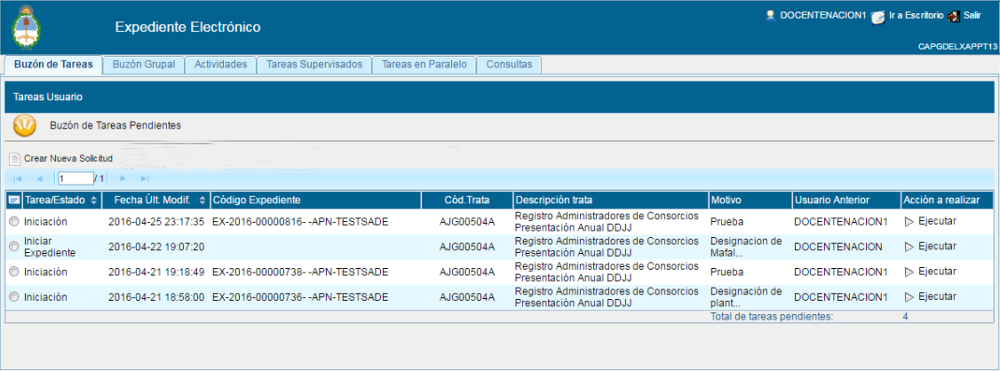 DOCENTENACION1 Ir a Escritorio Salir
Expediente Electrónico
CAPGDELXAPPT13
Buzón de Tareas Buzón Grupal Actividades Tareas Supervisados Tareas en Paralelo Consultas
Tareas Usuario
Buzón de Tareas Pendientes
Crear Nueva Solicitud
1 / 1
Tarea/Estado Fecha Últ. Modif. Código Expediente Cód.Trata Descripción trata Motivo Usuario Anterior Acción a realizar
Iniciación 2016-04-25 23:17:35 EX-2016-00000816- -APN-TESTSADE AJG00504A Registro Administradores de Consorcios Presentación Anual DDJJ Prueba DOCENTENACION1 Ejecutar
Iniciar Expediente 2016-04-22 19:07:20 AJG00504A Registro Administradores de Consorcios Presentación Anual DDJJ Designacion de Mafal... DOCENTENACION Ejecutar
Iniciación 2016-04-21 19:18:49 EX-2016-00000738- -APN-TESTSADE AJG00504A Registro Administradores de Consorcios Presentación Anual DDJJ Prueba DOCENTENACION1 Ejecutar
Iniciación 2016-04-21 18:58:00 EX-2016-00000736- -APN-TESTSADE AJG00504A Registro Administradores de Consorcios Presentación Anual DDJJ Designación de plant... DOCENTENACION1 Ejecutar
Total de tareas pendientes: 4